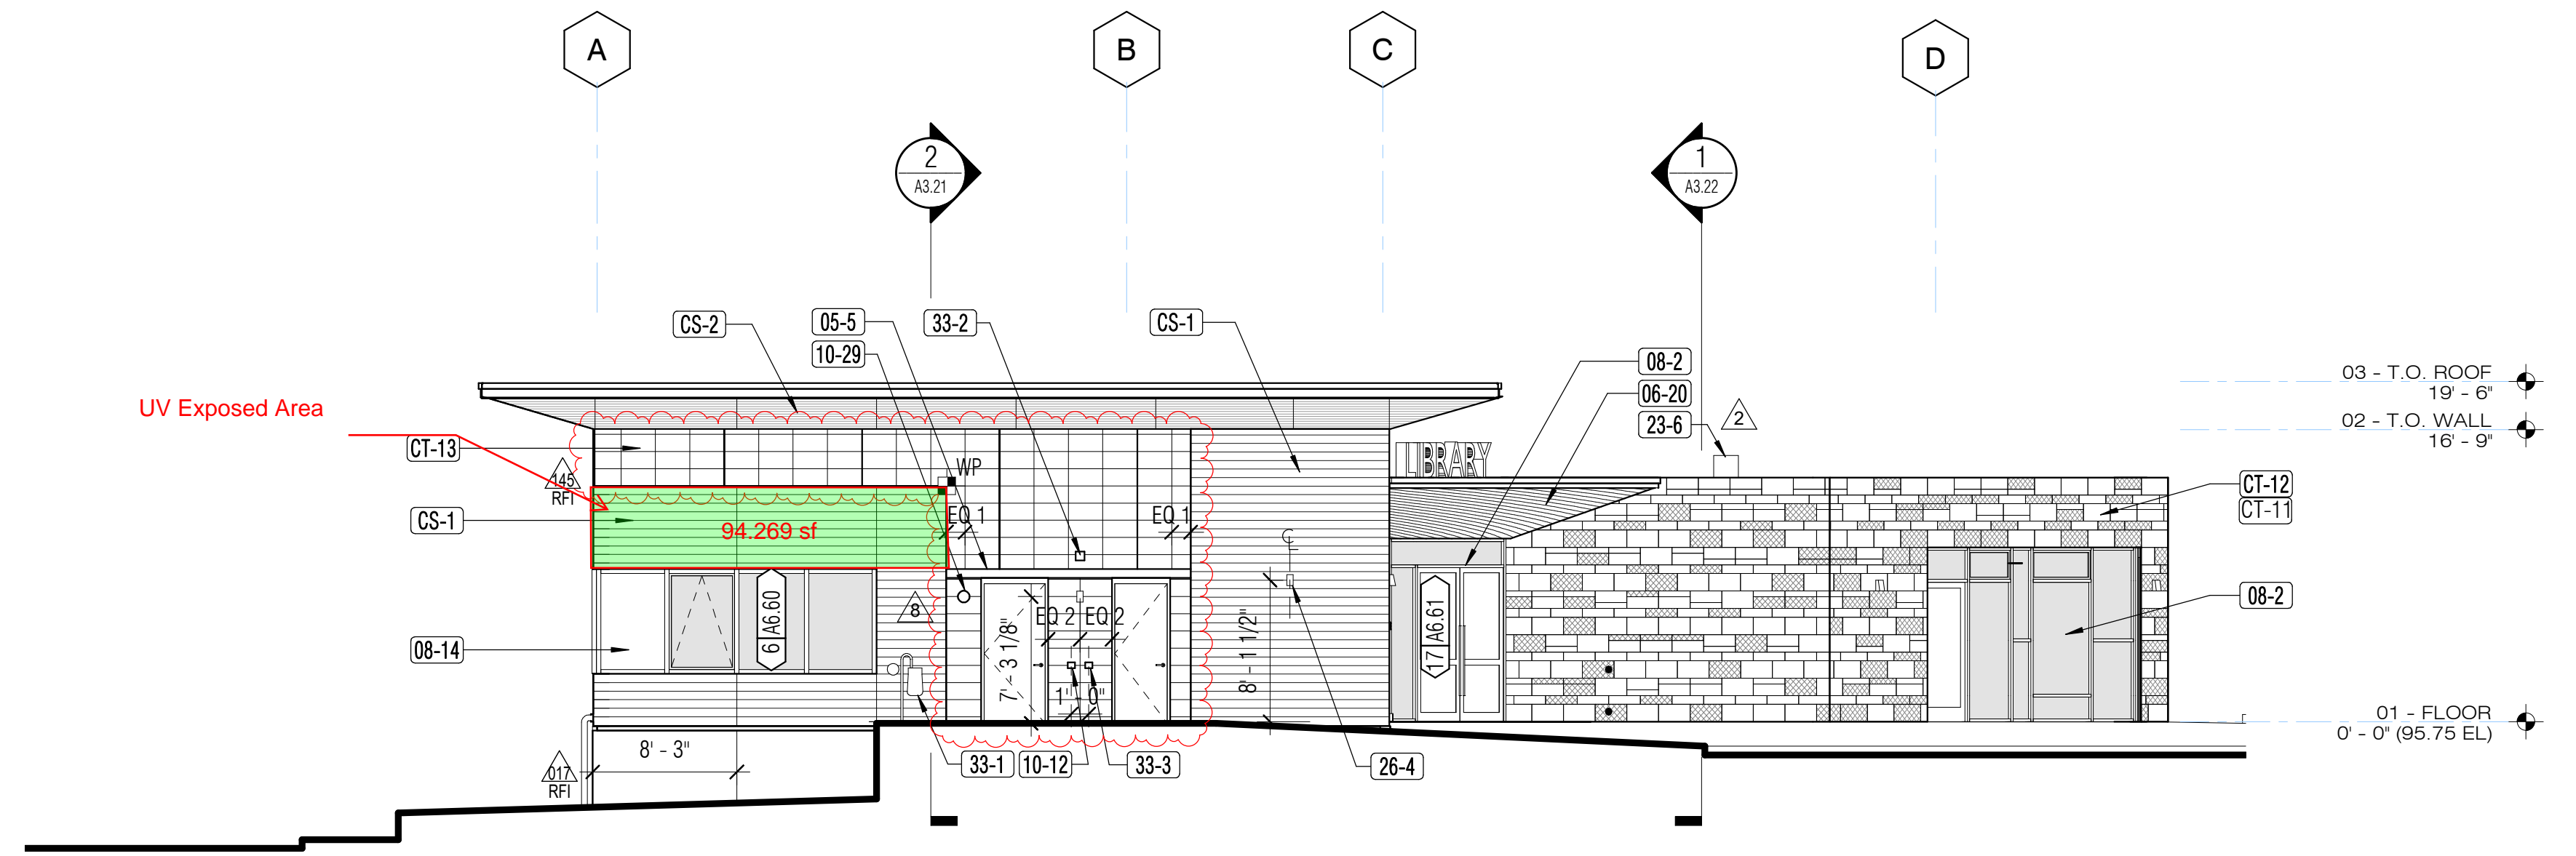 A
B
C
D
2
A3.21
1
A3.22
CS-2
05-5
10-29
33-2
CS-1
08-2
06-20
23-6
2
03 - T.O. ROOF
19' - 6"
02 - T.O. WALL
16' - 9"
UV Exposed Area
CT-13
145
RFI
WP
LIBRARY
CT-12
CT-11
CS-1
94.269 sf
EQ 1
EQ 1
CL
08-2
8
6
A6.60
EQ 2
EQ 2
7' - 3 1/8"
8' - 1 1/2"
17
A6.61
08-14
1' - 0"
01 - FLOOR
0' - 0" (95.75 EL)
8' - 3"
017
RFI
33-1
10-12
33-3
26-4